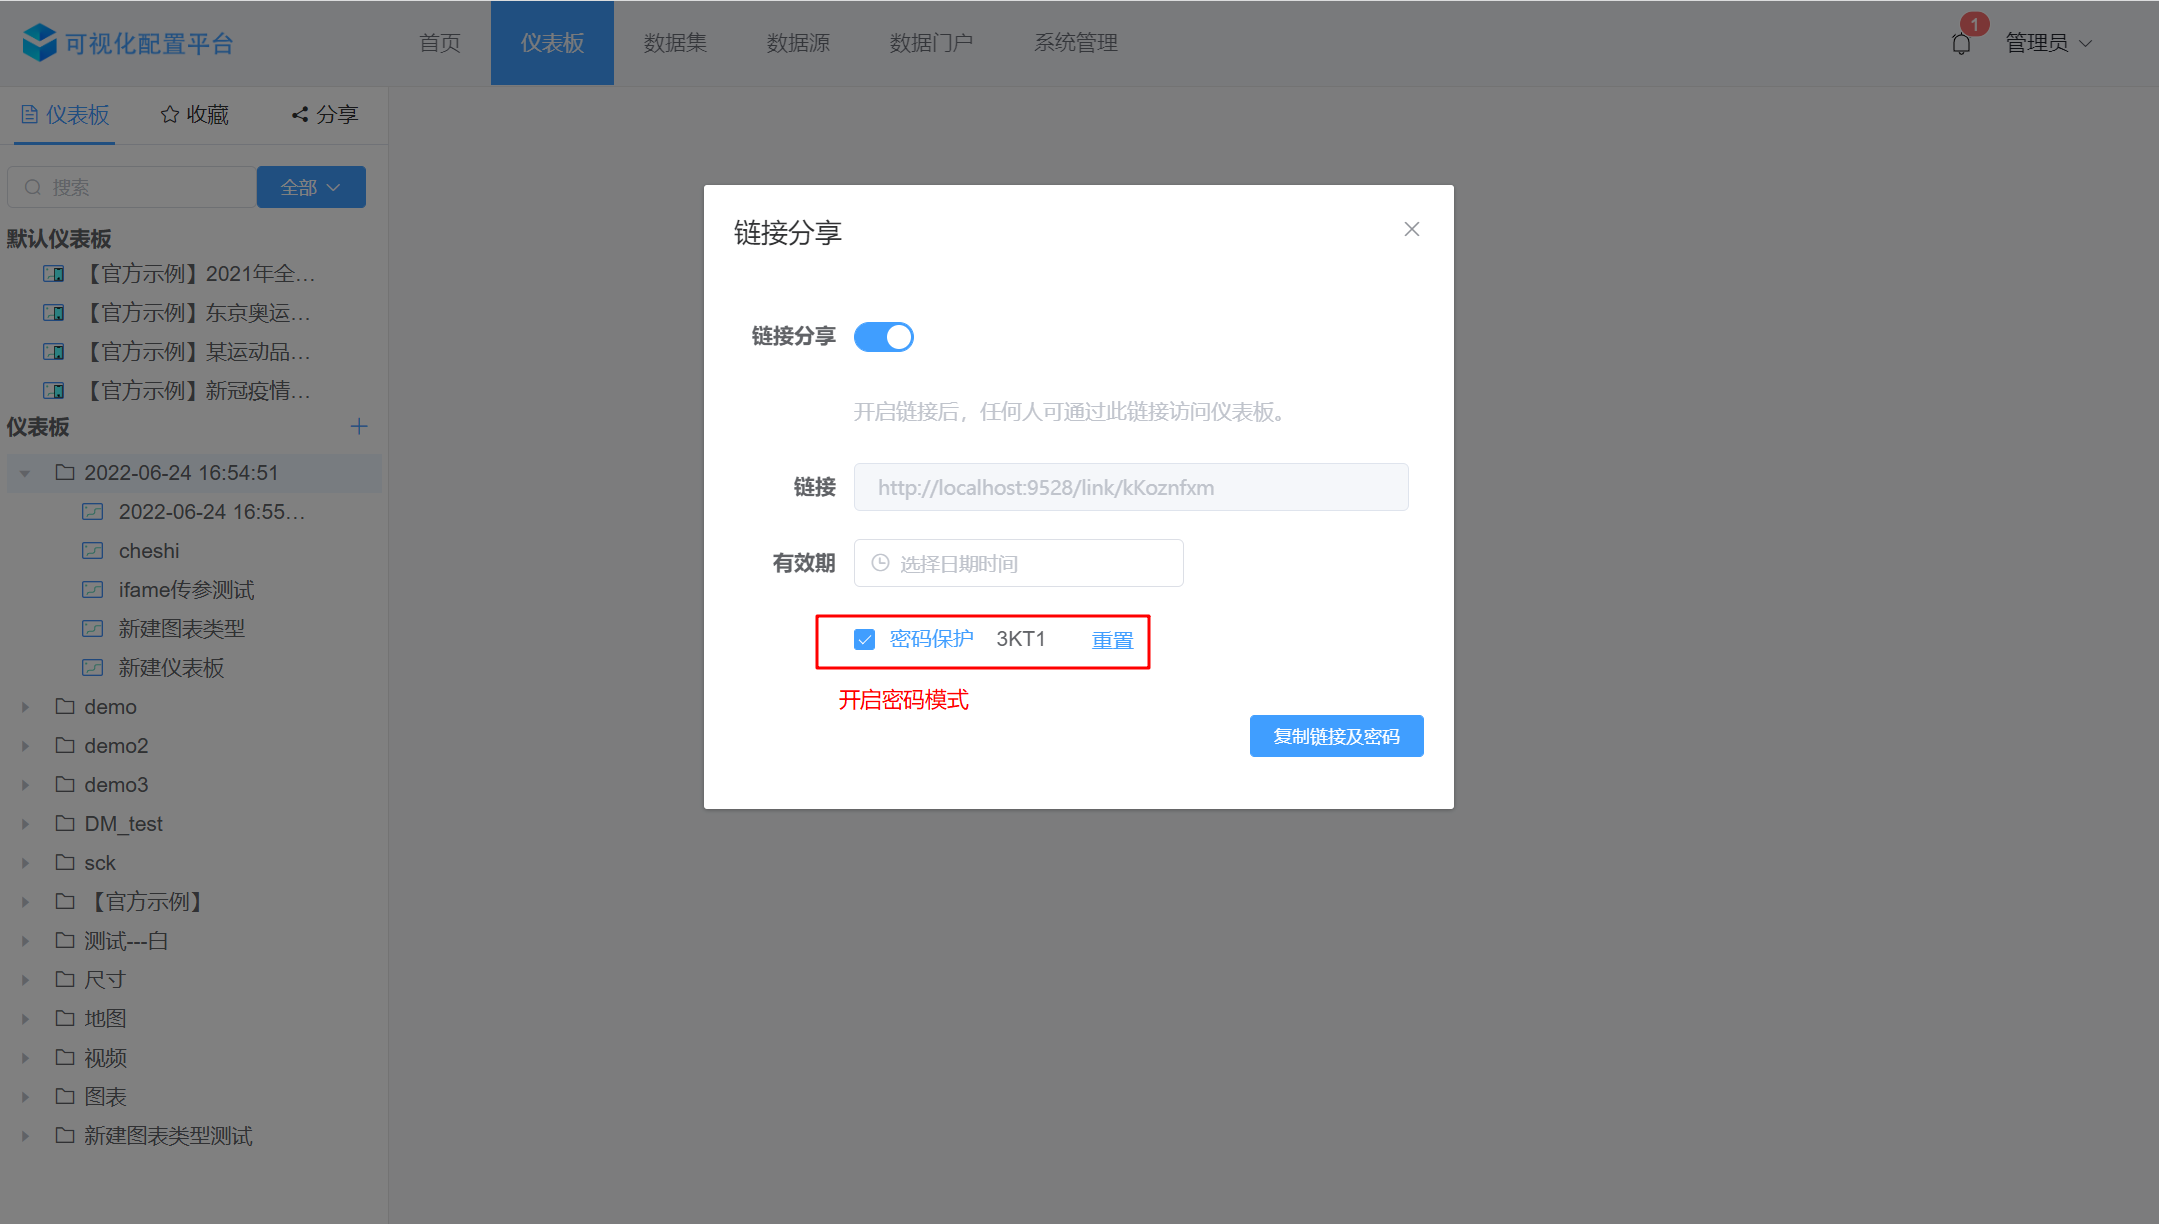 可视化配置平台
首页 仪表板 数据集 数据源 数据门户 系统管理
1
管理员
仪表板 收藏 分享
搜索 全部
默认仪表板
【官方示例】2021年全...
【官方示例】东京奥运...
【官方示例】某运动品...
【官方示例】新冠疫情...
仪表板
2022-06-24 16:54:51
2022-06-24 16:55...
cheshi
ifame传参测试
新建图表类型
新建仪表板
demo
demo2
demo3
DM_test
sck
【官方示例】
测试---白
尺寸
地图
视频
图表
新建图表类型测试
链接分享
链接分享
开启链接后，任何人可通过此链接访问仪表板。
链接 http://localhost:9528/link/kKoznfxm
有效期 选择日期时间
密码保护 3KT1 重置
开启密码模式
复制链接及密码